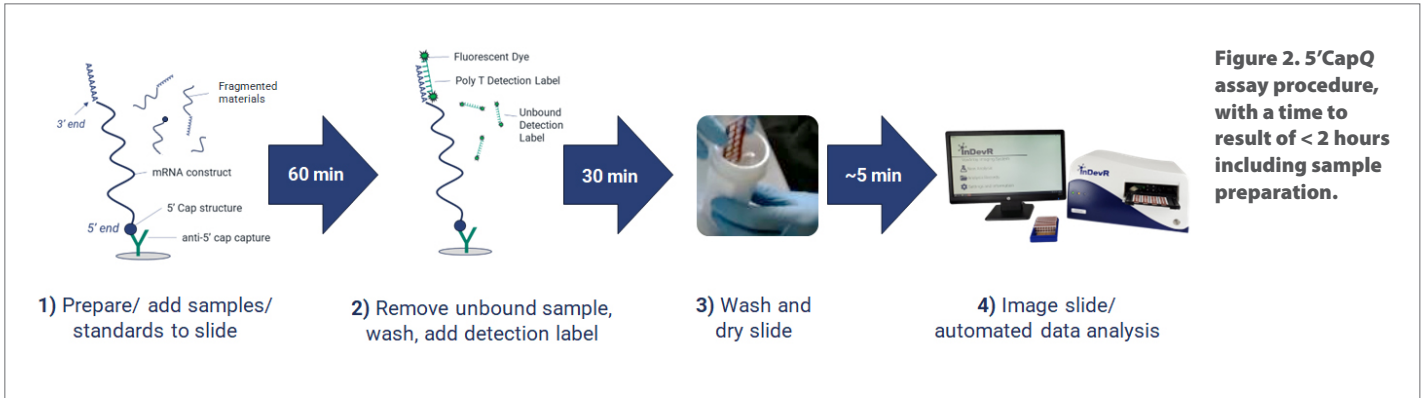 AAAAAAA
3' end
Fragmented
materials
mRNA construct
5' Cap structure
5' end
anti-5' cap capture
60 min
AAAAAA
Fluorescent Dye
Poly T Detection Label
Unbound
Detection
Label
30 min
~5 min
InDevR
InDevR
Figure 2. 5'CapQ
assay procedure,
with a time to
result of < 2 hours
including sample
preparation.
1) Prepare/ add samples/
standards to slide
2) Remove unbound sample,
wash, add detection label
3) Wash and
dry slide
4) Image slide/
automated data analysis